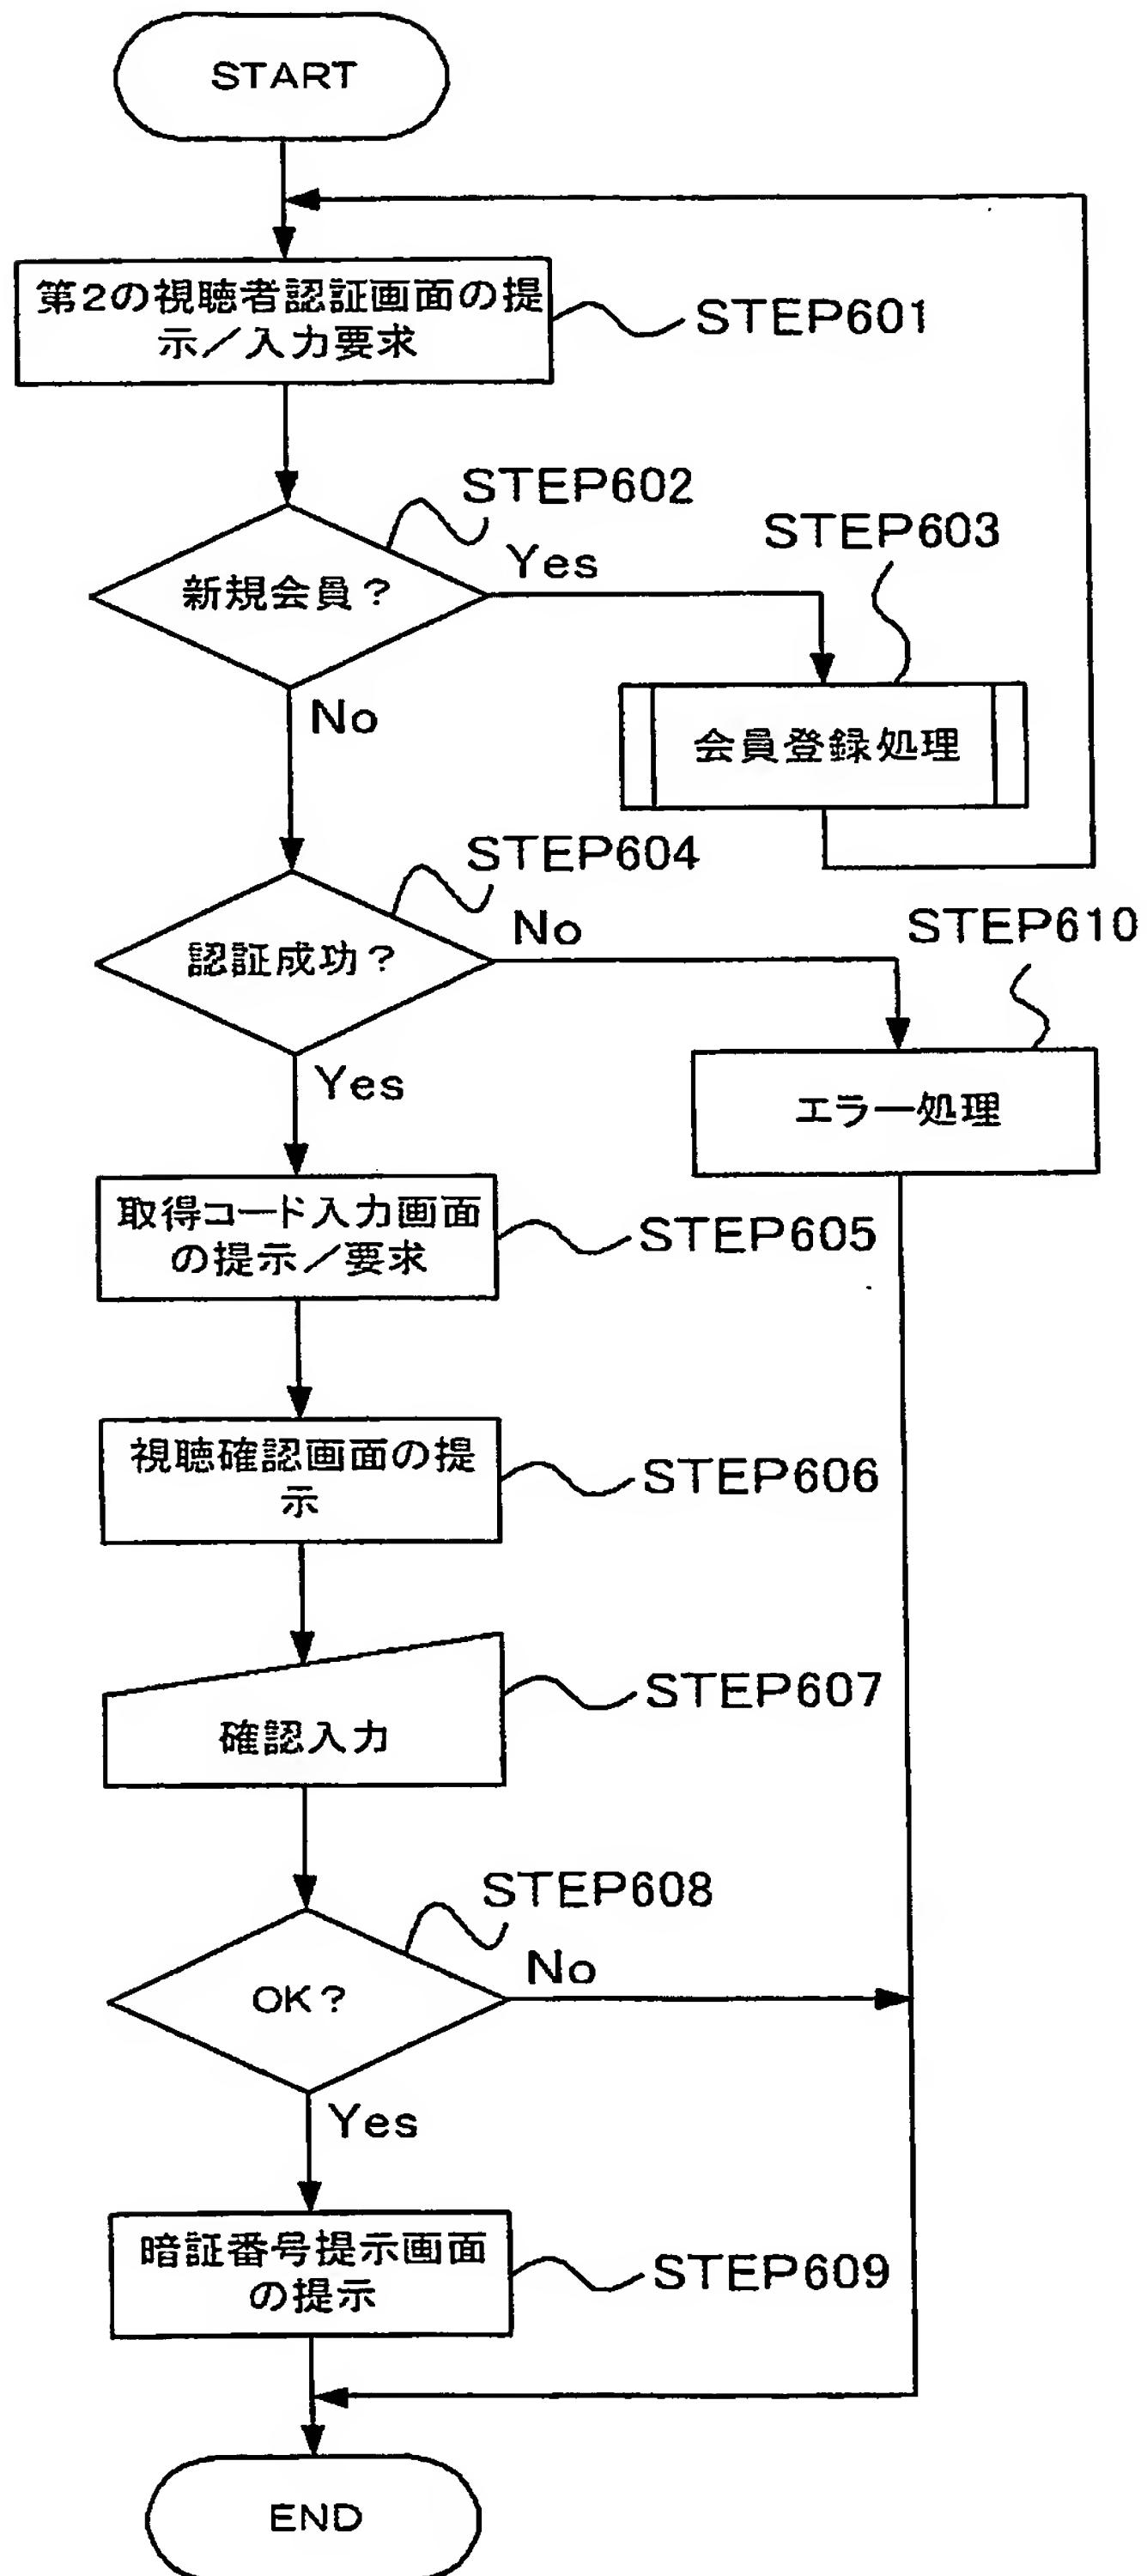 START
第2の視聴者認証画面の提
示／入力要求
STEP601
STEP602
新規会員？
Yes
STEP603
No
会員登録処理
STEP604
認証成功？
No
STEP610
Yes
エラー処理
取得コード入力画面
の提示／要求
STEP605
視聴確認画面の提
示
STEP606
確認入力
STEP607
STEP608
OK？
No
Yes
暗証番号提示画面
の提示
STEP609
END